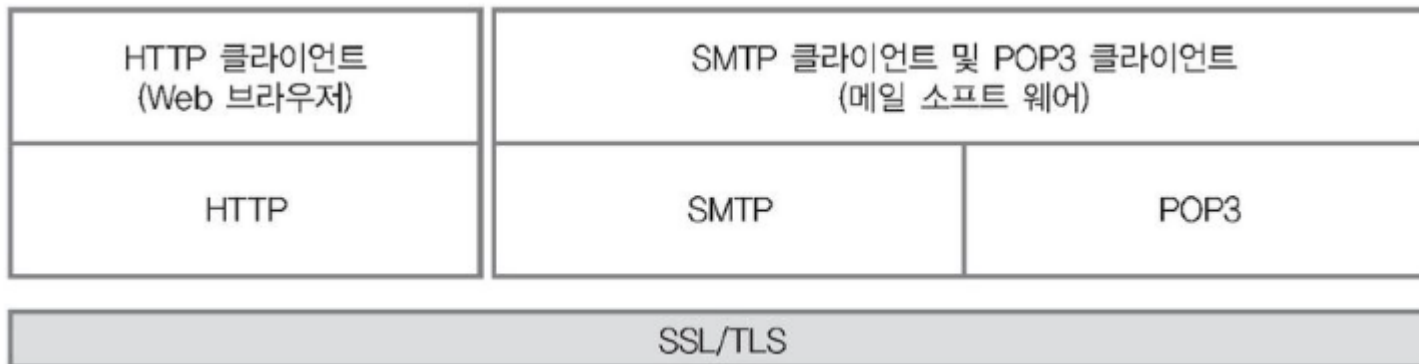 HTTP 클라이언트
(Web 브라우저)
SMTP 클라이언트 및 POP3 클라이언트
(메일 소프트 웨어)
HTTP
SMTP
POP3
SSL/TLS